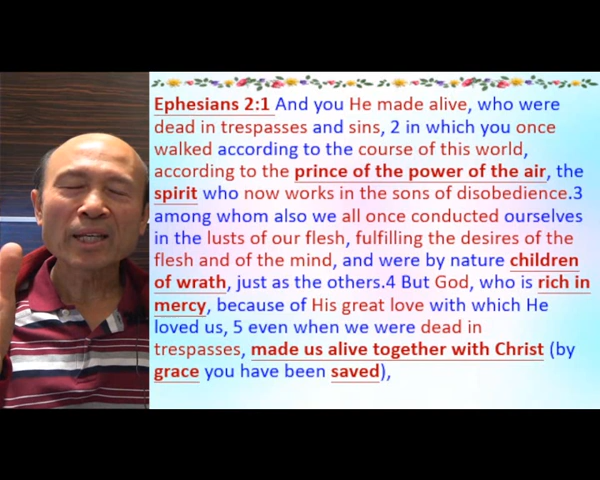 Ephesians 2:1 And you He made alive, who were
dead in trespasses and sins, 2 in which you once
walked according to the course of this world,
according to the prince of the power of the air, the
spirit who now works in the sons of disobedience.3
among whom also we all once conducted ourselves
in the lusts of our flesh, fulfilling the desires of the
flesh and of the mind, and were by nature children
of wrath, just as the others.4 But God, who is rich in
mercy, because of His great love with which He
loved us, 5 even when we were dead in
trespasses, made us alive together with Christ (by
grace you have been saved),